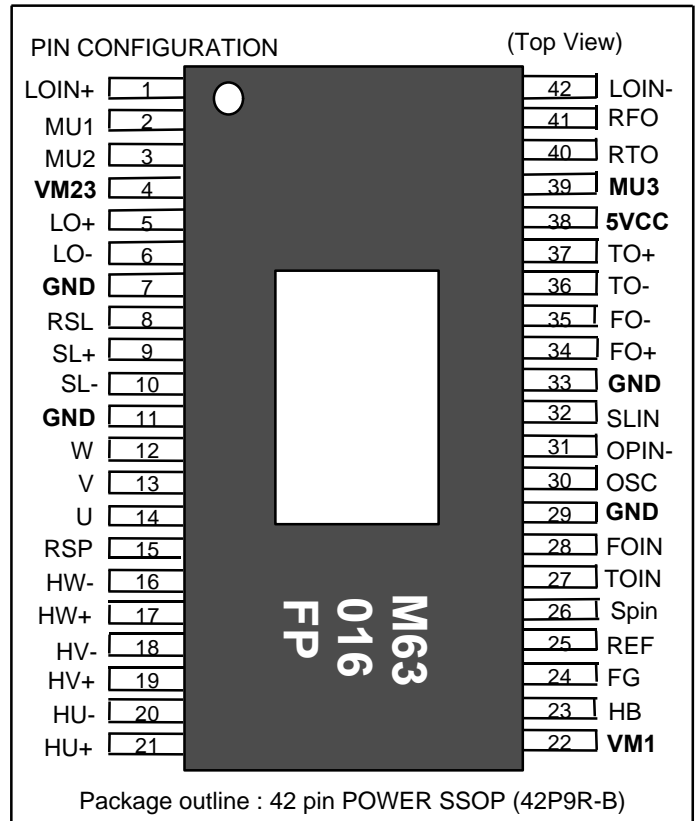 PIN CONFIGURATION (Top View)
LOIN+ 1 42 LOIN-
MU1 2 41 RFO
MU2 3 40 RTO
VM23 4 39 MU3
LO+ 5 38 5VCC
LO- 6 37 TO+
GND 7 36 TO-
RSL 8 35 FO-
SL+ 9 34 FO+
SL- 10 33 GND
GND 11 32 SLIN
W 12 31 OPIN-
V 13 30 OSC
U 14 29 GND
RSP 15 28 FOIN
HW- 16 27 TOIN
HW+ 17 26 Spin
HV- 18 25 REF
HV+ 19 24 FG
HU- 20 23 HB
HU+ 21 22 VM1
M63
016
FP
Package outline : 42 pin POWER SSOP (42P9R-B)